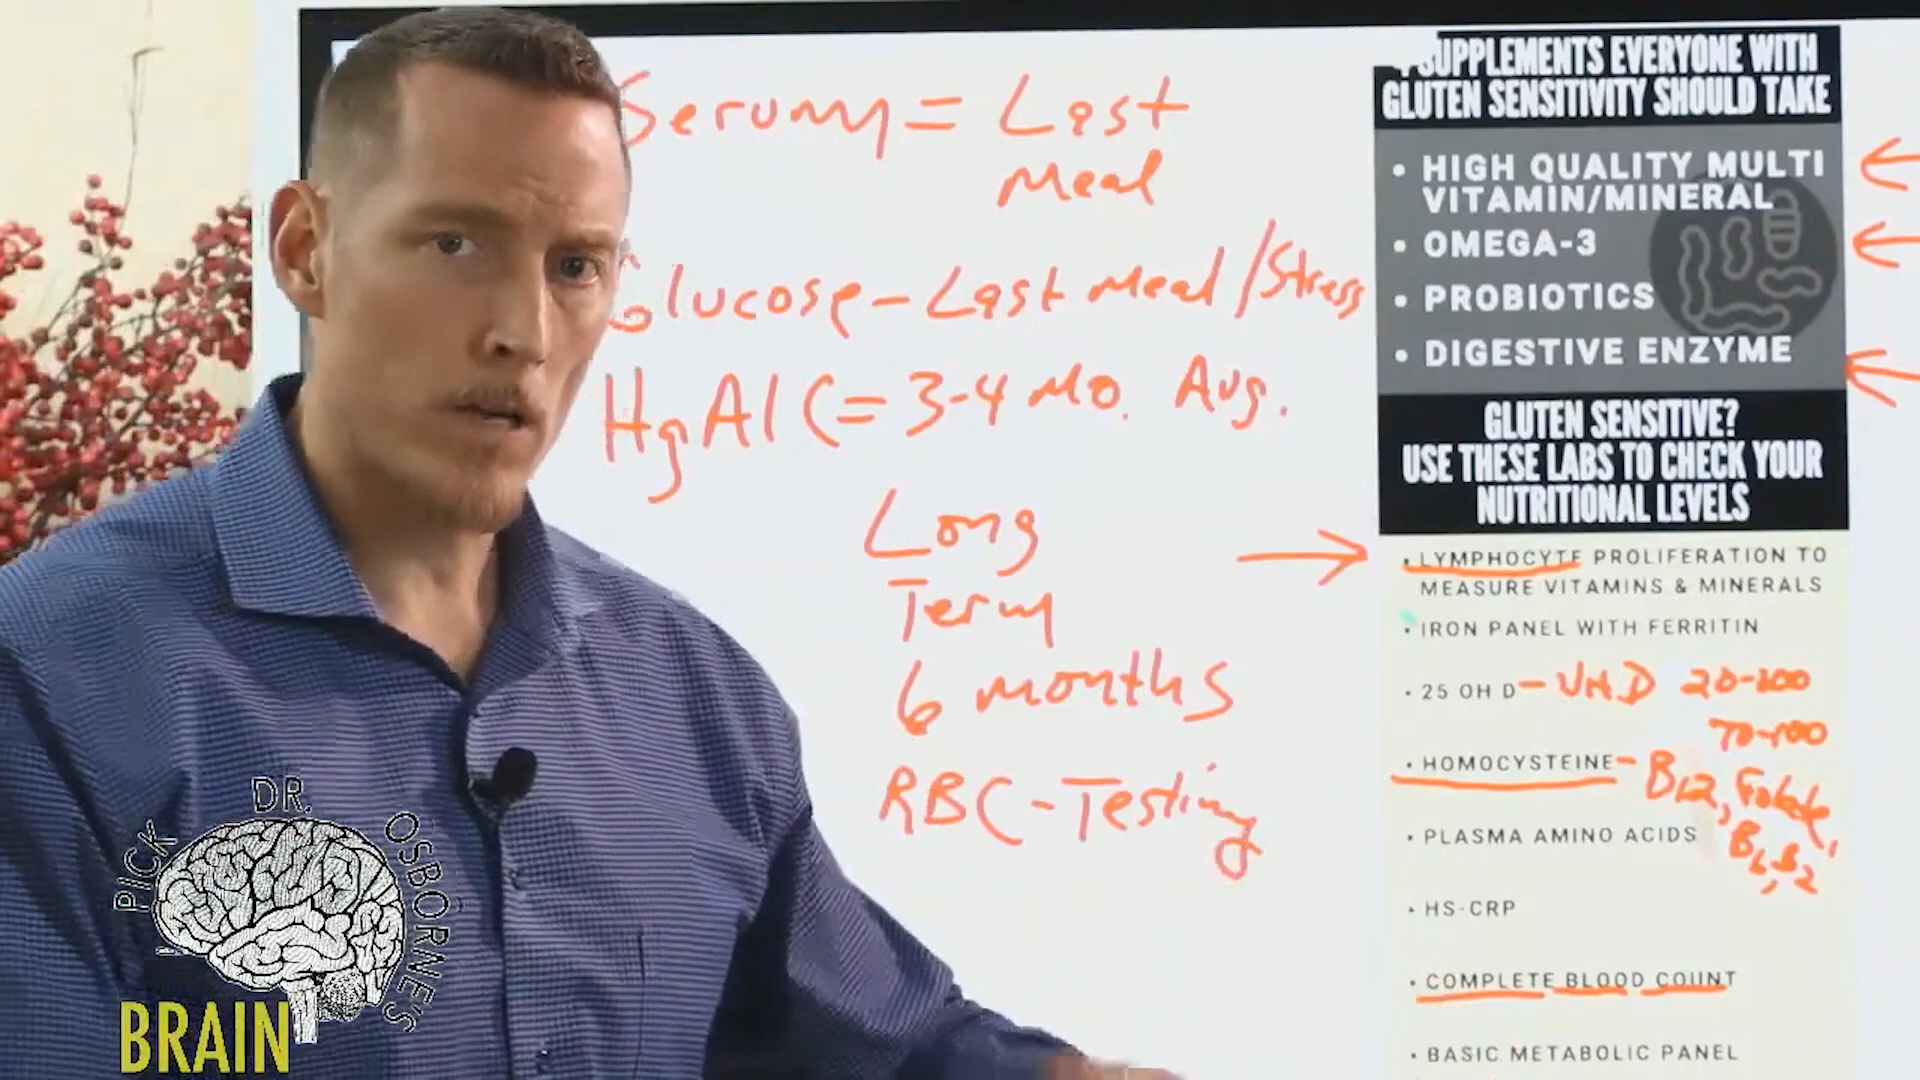 Serum = Last
Meal
Glucose - Last Meal / Stress
HgA1C = 3-4 Mo. Avg.
Long
Term
6 months
RBC - Testing
SUPPLEMENTS EVERYONE WITH
GLUTEN SENSITIVITY SHOULD TAKE
• HIGH QUALITY MULTI
VITAMIN/MINERAL
• OMEGA-3
• PROBIOTICS
• DIGESTIVE ENZYME
GLUTEN SENSITIVE?
USE THESE LABS TO CHECK YOUR
NUTRITIONAL LEVELS
• LYMPHOCYTE PROLIFERATION TO
MEASURE VITAMINS & MINERALS
• IRON PANEL WITH FERRITIN
• 25 OH D - Vit D
70-100
• HOMOCYSTEINE - B12, Folate,
B6, B2
• PLASMA AMINO ACIDS
• HS-CRP
• COMPLETE BLOOD COUNT
• BASIC METABOLIC PANEL
PICK DR. OSBORNE'S
BRAIN